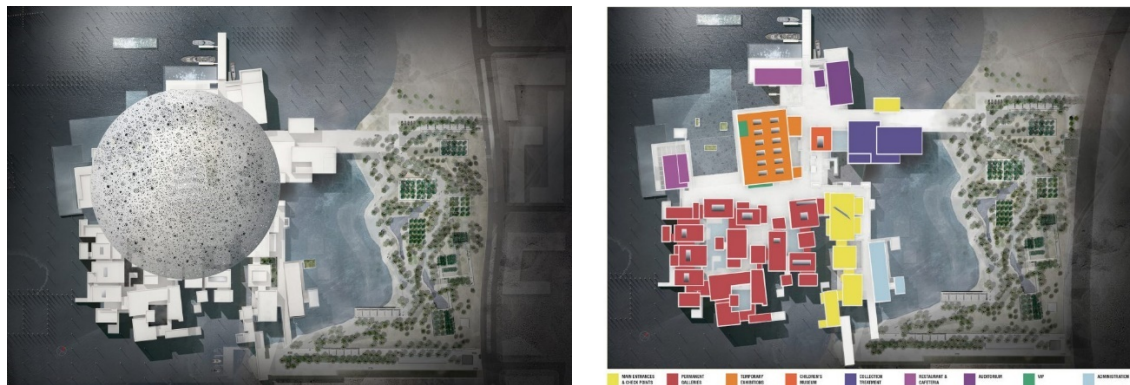 MAIN ENTRANCES
& CHECK POINTS
PERMANENT
GALLERIES
TEMPORARY
EXHIBITIONS
CHILDREN'S
MUSEUM
COLLECTION
TREATMENT
RESTAURANT &
CAFETERIA
AUDITORIUM
VIP
ADMINISTRATION